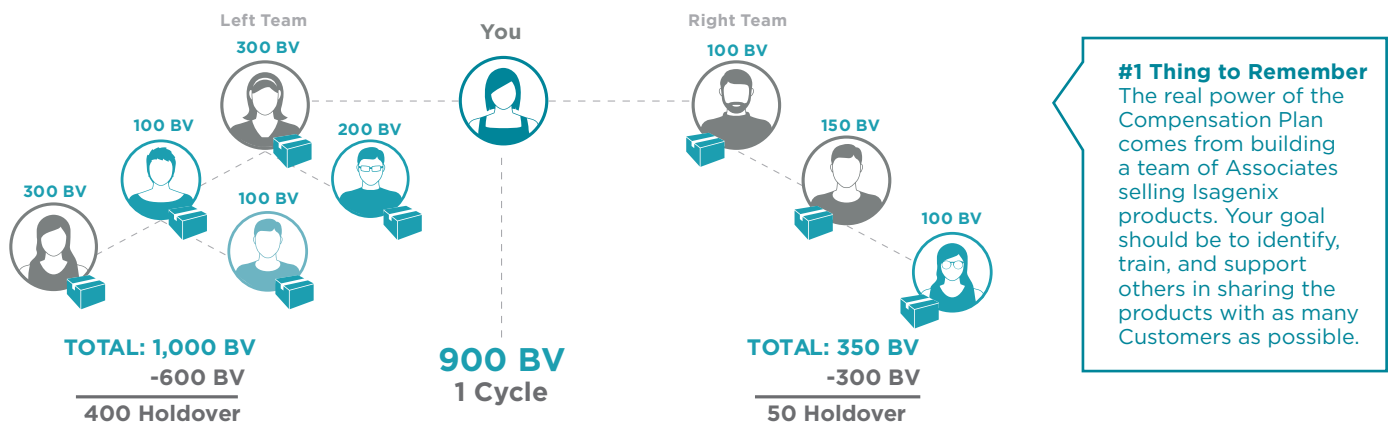 Left Team
300 BV
You
Right Team
100 BV
100 BV
200 BV
150 BV
300 BV
100 BV
100 BV
TOTAL: 1,000 BV
-600 BV
400 Holdover
900 BV
1 Cycle
TOTAL: 350 BV
-300 BV
50 Holdover
#1 Thing to Remember
The real power of the
Compensation Plan
comes from building
a team of Associates
selling Isagenix
products. Your goal
should be to identify,
train, and support
others in sharing the
products with as many
Customers as possible.